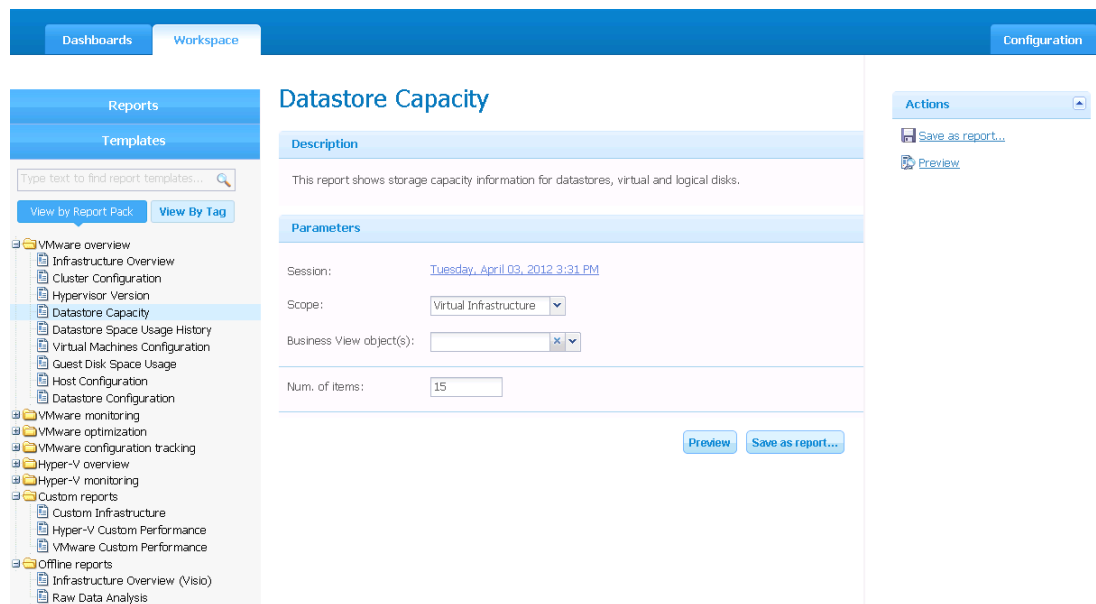 Dashboards
Workspace
Configuration
Reports
Templates
Type text to find report templates...
View by Report Pack
View By Tag
VMware overview
Infrastructure Overview
Cluster Configuration
Hypervisor Version
Datastore Capacity
Datastore Space Usage History
Virtual Machines Configuration
Guest Disk Space Usage
Host Configuration
Datastore Configuration
VMware monitoring
VMware optimization
VMware configuration tracking
Hyper-V overview
Hyper-V monitoring
Custom reports
Custom Infrastructure
Hyper-V Custom Performance
VMware Custom Performance
Offline reports
Infrastructure Overview (Visio)
Raw Data Analysis
Datastore Capacity
Description
This report shows storage capacity information for datastores, virtual and logical disks.
Parameters
Session: Tuesday, April 03, 2012 3:31 PM
Scope: Virtual Infrastructure
Business View object(s):
Num. of items: 15
Preview
Save as report...
Actions
Save as report...
Preview